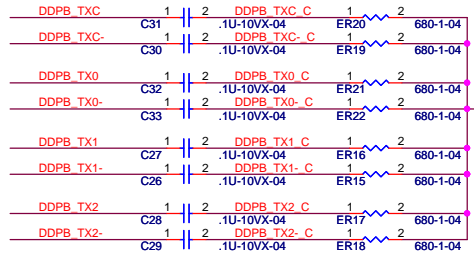 DDPB_TXC 1 2 DDPB_TXC_C 1 2
C31 .1U-10VX-04 ER20 680-1-04
DDPB_TXC- 1 2 DDPB_TXC-_C 1 2
C30 .1U-10VX-04 ER19 680-1-04
DDPB_TX0 1 2 DDPB_TX0_C 1 2
C32 .1U-10VX-04 ER21 680-1-04
DDPB_TX0- 1 2 DDPB_TX0-_C 1 2
C33 .1U-10VX-04 ER22 680-1-04
DDPB_TX1 1 2 DDPB_TX1_C 1 2
C27 .1U-10VX-04 ER16 680-1-04
DDPB_TX1- 1 2 DDPB_TX1-_C 1 2
C26 .1U-10VX-04 ER15 680-1-04
DDPB_TX2 1 2 DDPB_TX2_C 1 2
C28 .1U-10VX-04 ER17 680-1-04
DDPB_TX2- 1 2 DDPB_TX2-_C 1 2
C29 .1U-10VX-04 ER18 680-1-04